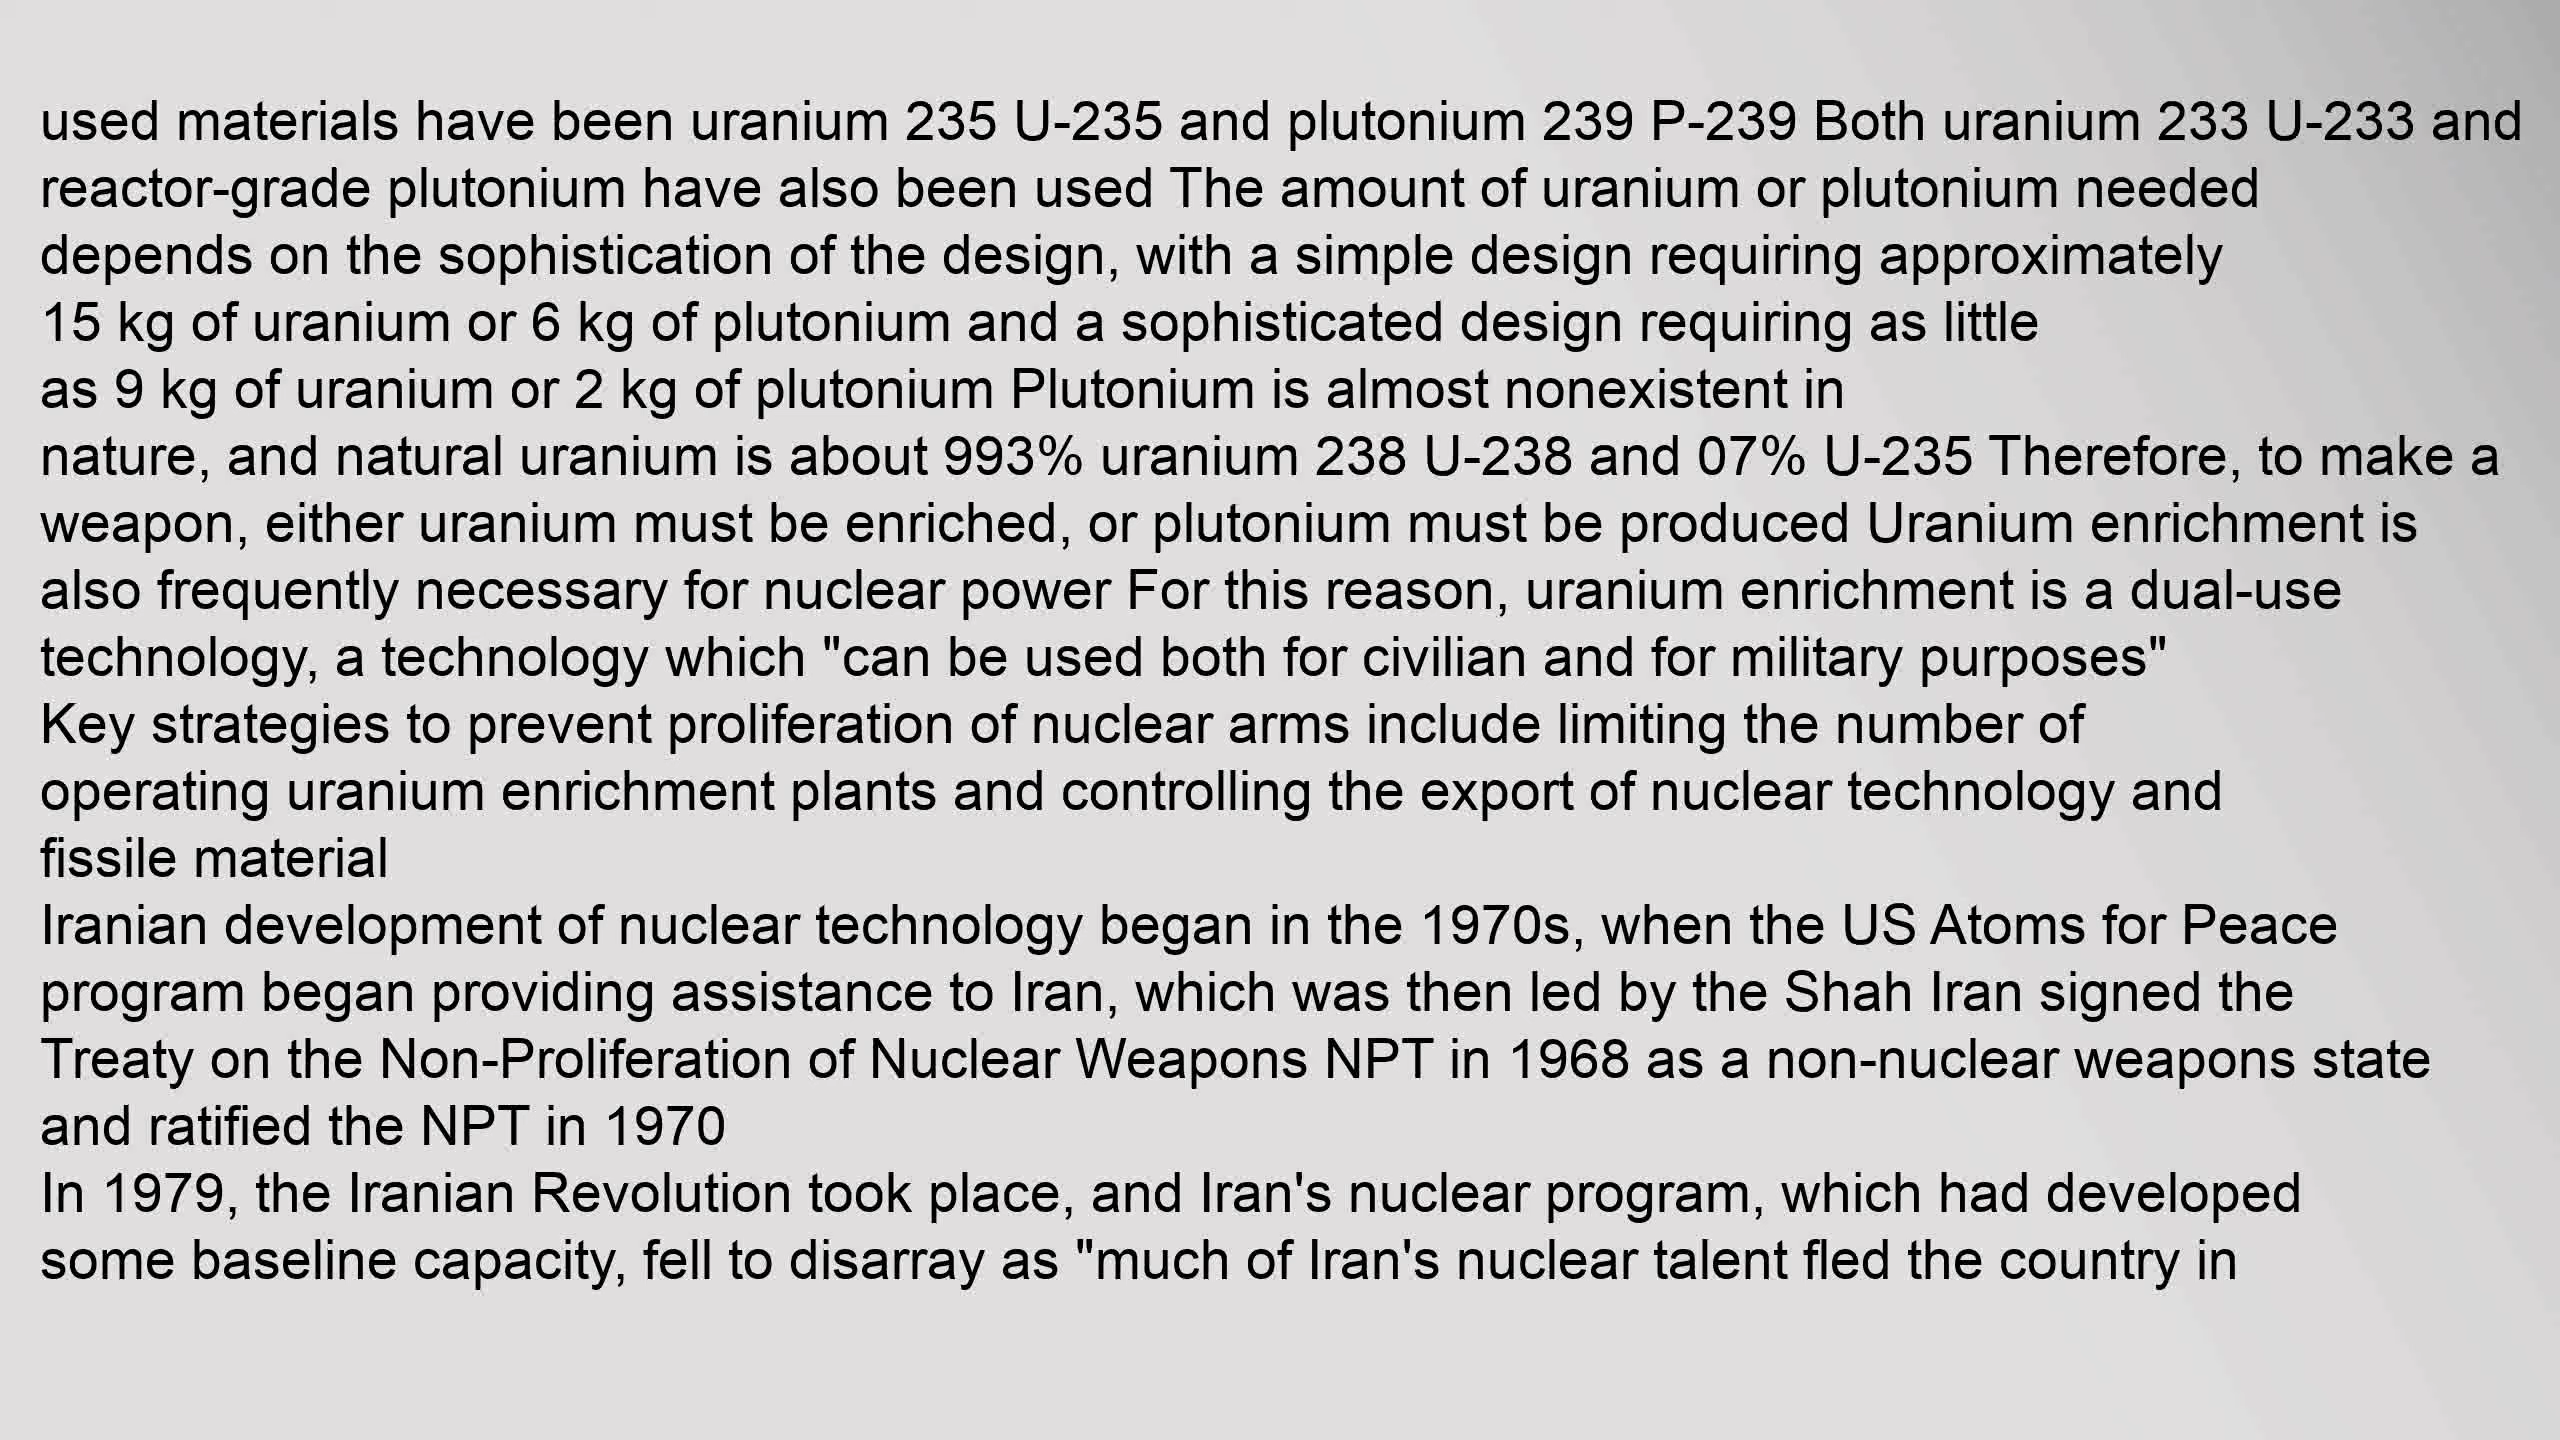 used materials have been uranium 235 U-235 and plutonium 239 P-239 Both uranium 233 U-233 and
reactor-grade plutonium have also been used The amount of uranium or plutonium needed
depends on the sophistication of the design, with a simple design requiring approximately
15 kg of uranium or 6 kg of plutonium and a sophisticated design requiring as little
as 9 kg of uranium or 2 kg of plutonium Plutonium is almost nonexistent in
nature, and natural uranium is about 993% uranium 238 U-238 and 07% U-235 Therefore, to make a
weapon, either uranium must be enriched, or plutonium must be produced Uranium enrichment is
also frequently necessary for nuclear power For this reason, uranium enrichment is a dual-use
technology, a technology which "can be used both for civilian and for military purposes"
Key strategies to prevent proliferation of nuclear arms include limiting the number of
operating uranium enrichment plants and controlling the export of nuclear technology and
fissile material
Iranian development of nuclear technology began in the 1970s, when the US Atoms for Peace
program began providing assistance to Iran, which was then led by the Shah Iran signed the
Treaty on the Non-Proliferation of Nuclear Weapons NPT in 1968 as a non-nuclear weapons state
and ratified the NPT in 1970
In 1979, the Iranian Revolution took place, and Iran's nuclear program, which had developed
some baseline capacity, fell to disarray as "much of Iran's nuclear talent fled the country in